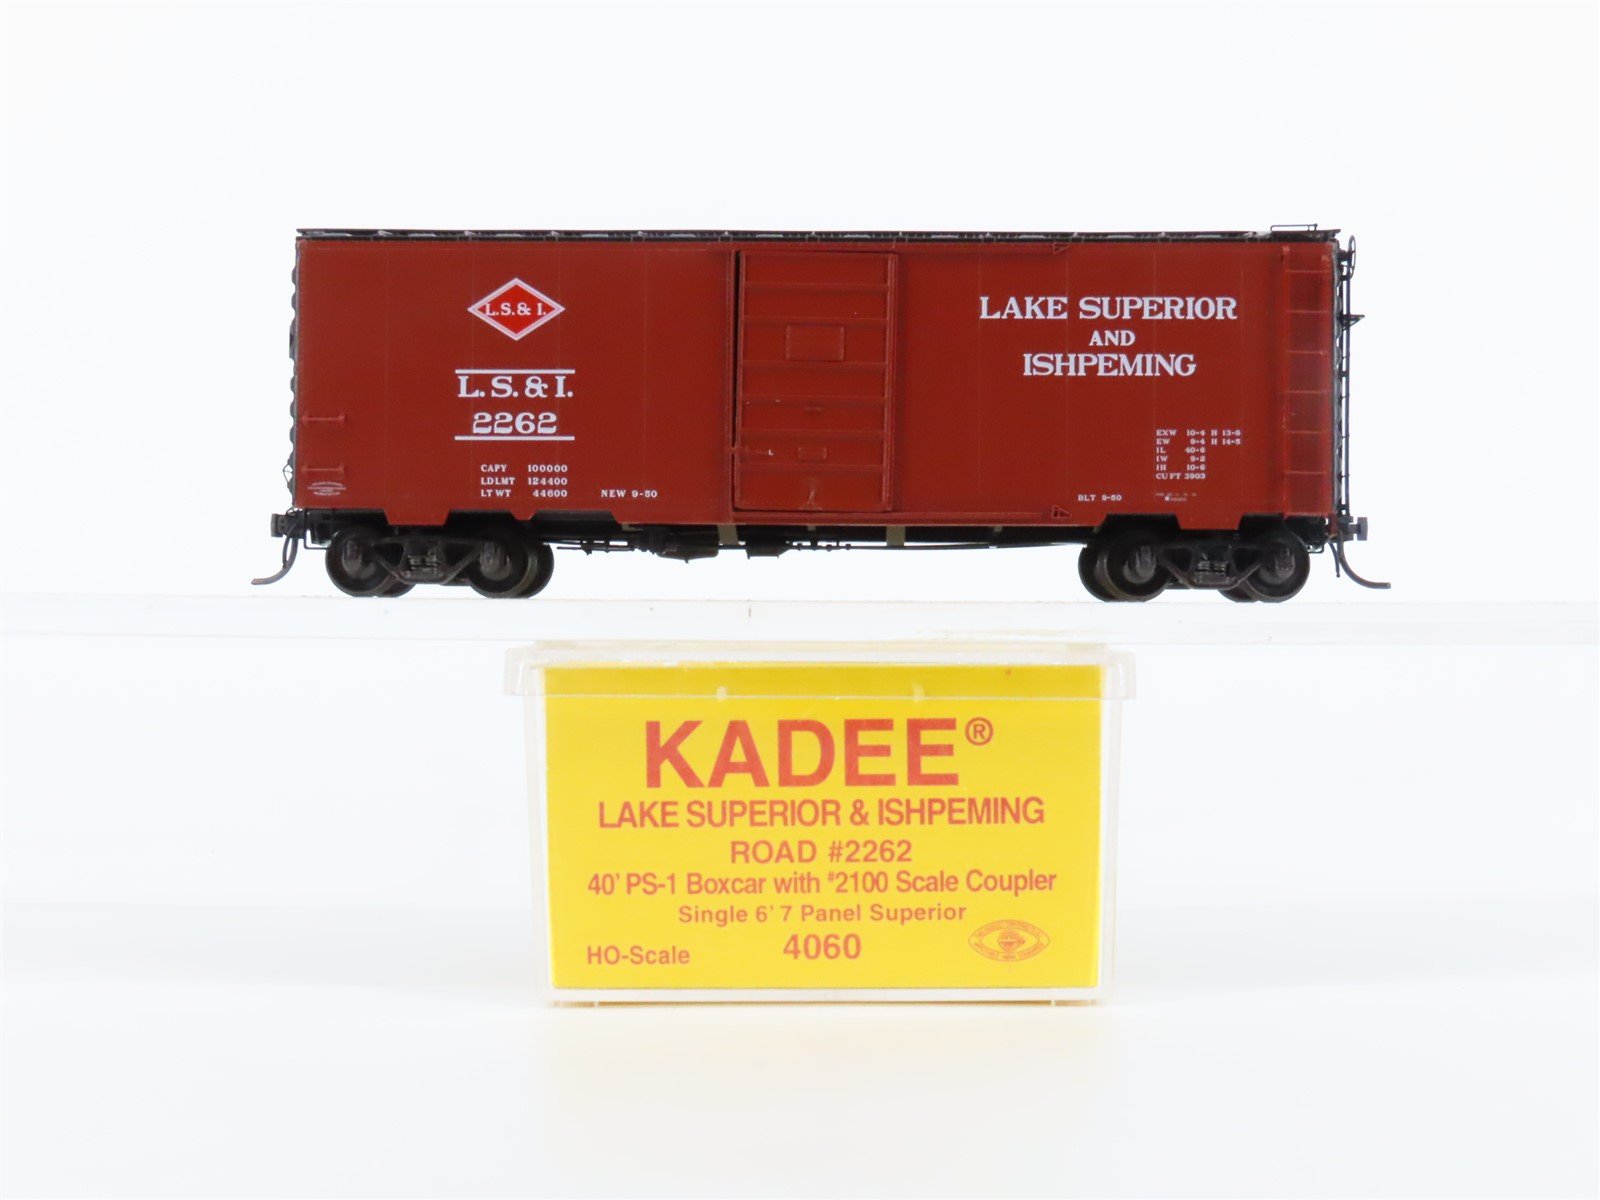 L.S.&I.
L.S.&I.
2262
CAPY 100000
LD LMT 124400
LT WT 44600 NEW 9-50
LAKE SUPERIOR
AND
ISHPEMING
EXW 10-4 H 13-8
EW 9-4 H 14-5
IL 40-6
IW 9-2
IH 10-6
CU FT 3903
BLT 9-50
KADEE®
LAKE SUPERIOR & ISHPEMING
ROAD #2262
40' PS-1 Boxcar with #2100 Scale Coupler
Single 6' 7 Panel Superior
HO-Scale 4060